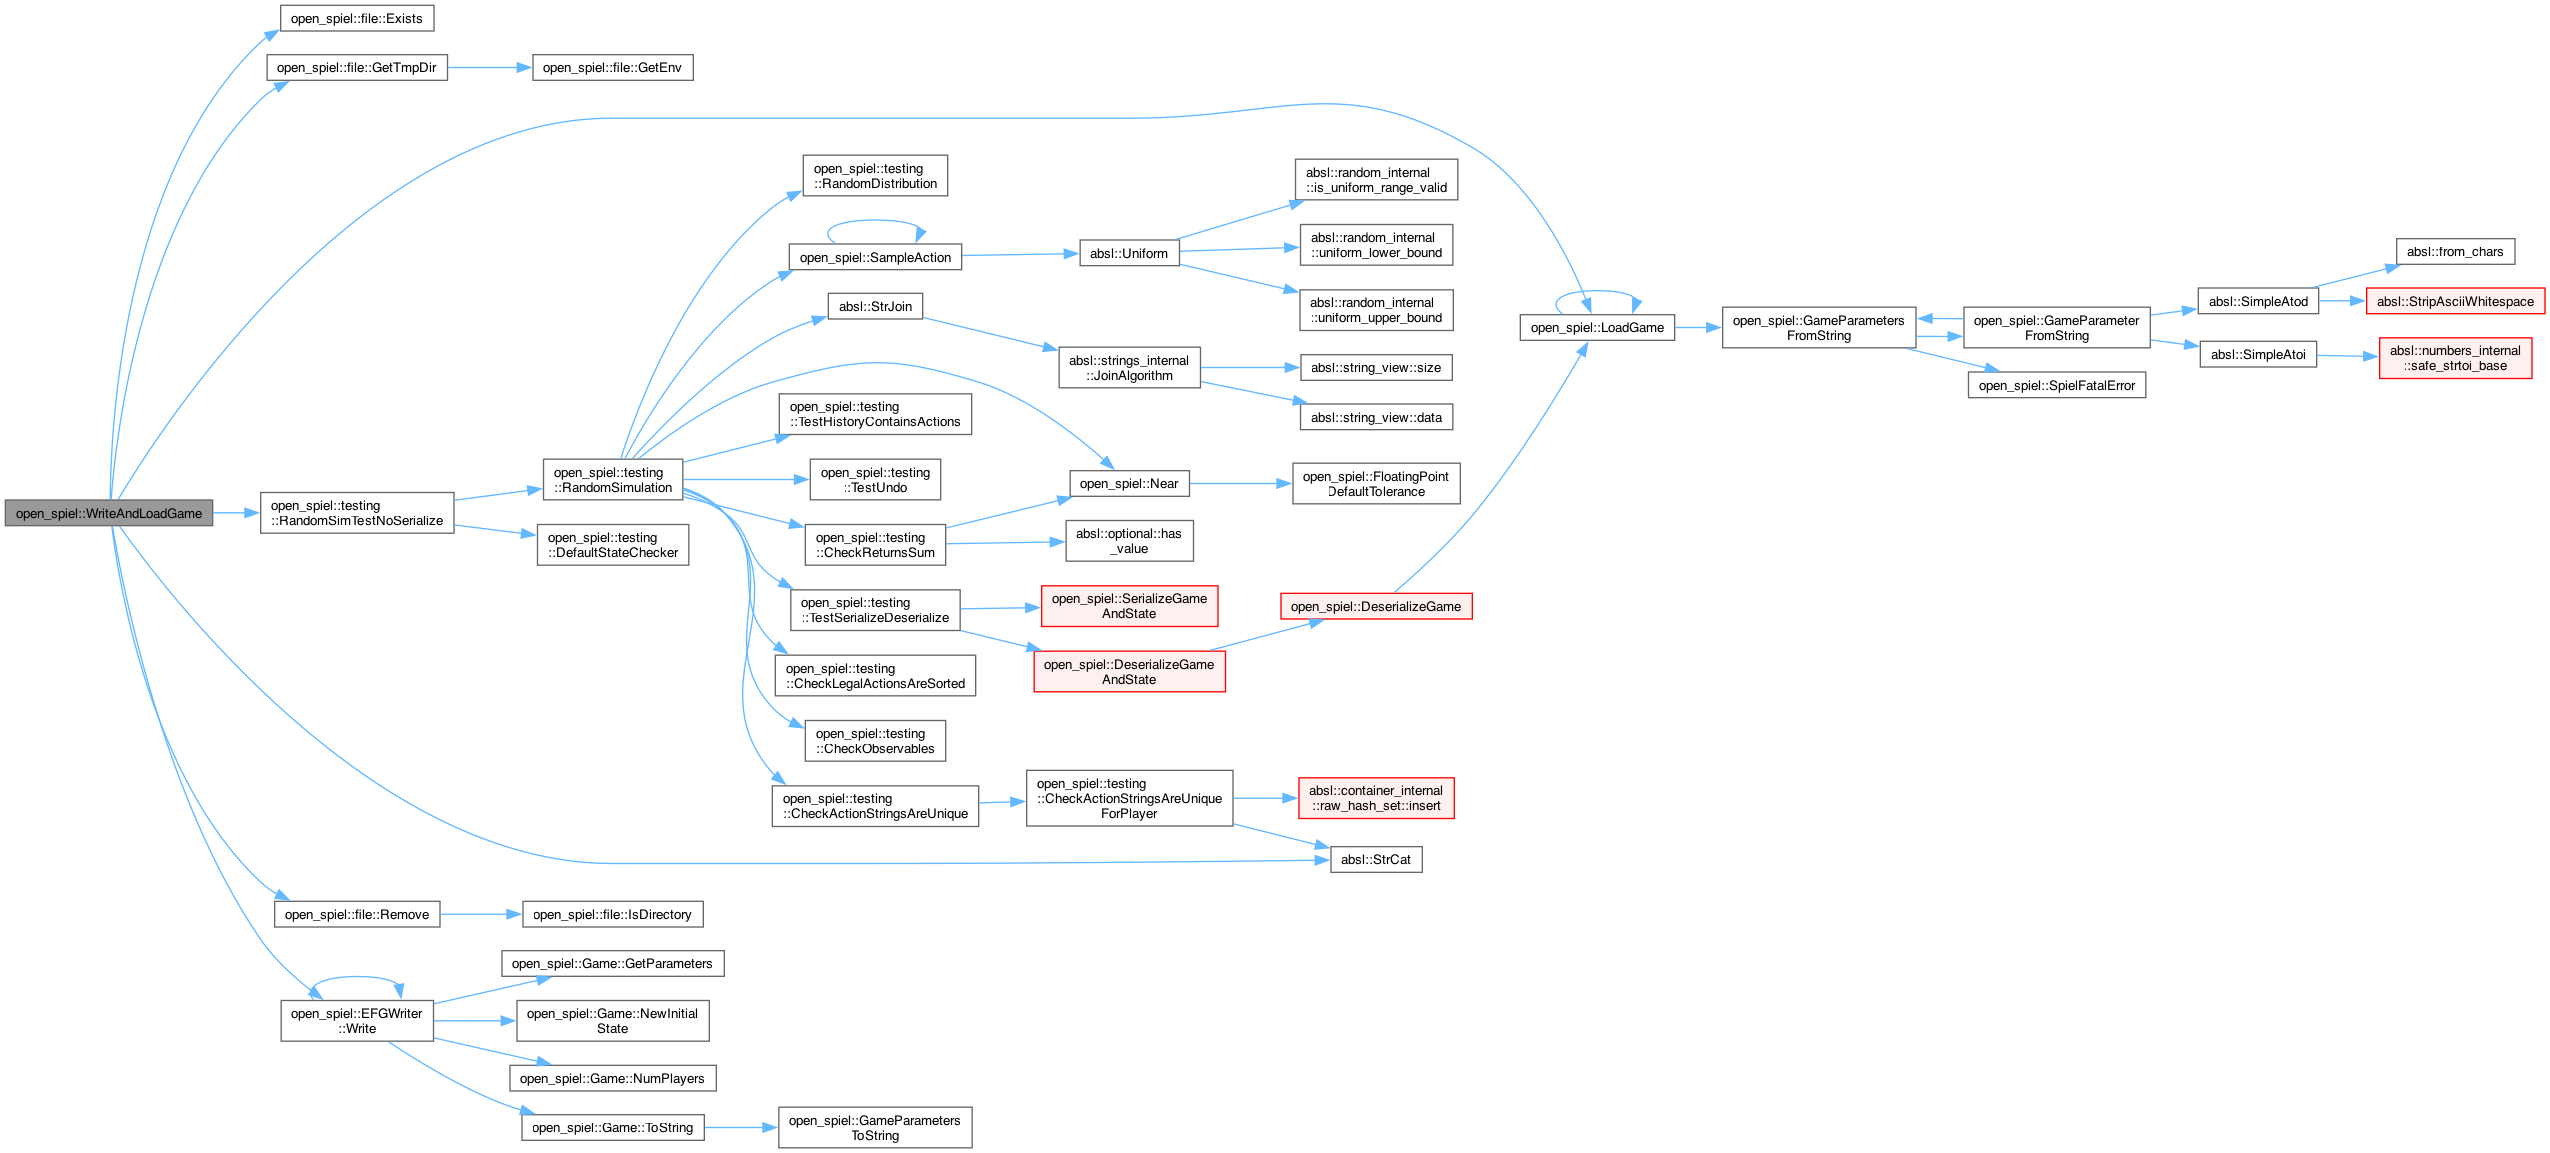 open_spiel::WriteAndLoadGame
open_spiel::file::Exists
open_spiel::file::GetTmpDir
open_spiel::file::GetEnv
open_spiel::testing
::RandomSimTestNoSerialize
open_spiel::testing
::RandomSimulation
open_spiel::testing
::DefaultStateChecker
open_spiel::testing
::RandomDistribution
open_spiel::SampleAction
absl::Uniform
absl::random_internal
::is_uniform_range_valid
absl::random_internal
::uniform_lower_bound
absl::random_internal
::uniform_upper_bound
absl::StrJoin
absl::strings_internal
::JoinAlgorithm
absl::string_view::size
absl::string_view::data
open_spiel::testing
::TestHistoryContainsActions
open_spiel::testing
::TestUndo
open_spiel::Near
open_spiel::FloatingPoint
DefaultTolerance
open_spiel::testing
::CheckReturnsSum
absl::optional::has
_value
open_spiel::testing
::TestSerializeDeserialize
open_spiel::SerializeGame
AndState
open_spiel::DeserializeGame
AndState
open_spiel::DeserializeGame
open_spiel::testing
::CheckLegalActionsAreSorted
open_spiel::testing
::CheckObservables
open_spiel::testing
::CheckActionStringsAreUnique
open_spiel::testing
::CheckActionStringsAreUnique
ForPlayer
absl::container_internal
::raw_hash_set::insert
absl::StrCat
open_spiel::LoadGame
open_spiel::GameParameters
FromString
open_spiel::GameParameter
FromString
open_spiel::SpielFatalError
absl::SimpleAtod
absl::SimpleAtoi
absl::from_chars
absl::StripAsciiWhitespace
absl::numbers_internal
::safe_strtoi_base
open_spiel::file::Remove
open_spiel::file::IsDirectory
open_spiel::EFGWriter
::Write
open_spiel::Game::GetParameters
open_spiel::Game::NewInitial
State
open_spiel::Game::NumPlayers
open_spiel::Game::ToString
open_spiel::GameParameters
ToString